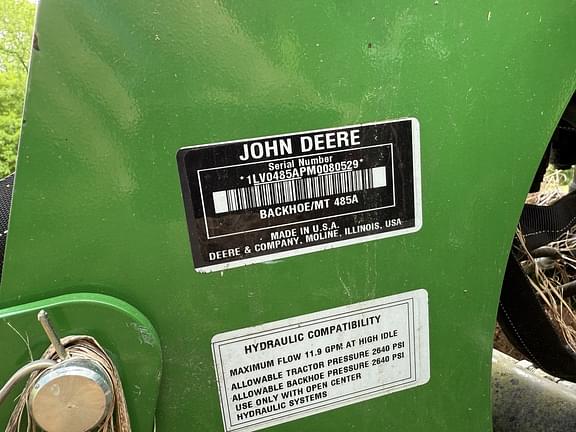 JOHN DEERE
Serial Number
*1LV0485APM0080529*
BACKHOE/MT 485A
MADE IN U.S.A.
DEERE & COMPANY, MOLINE, ILLINOIS, USA
HYDRAULIC COMPATIBILITY
MAXIMUM FLOW 11.9 GPM AT HIGH IDLE
ALLOWABLE TRACTOR PRESSURE 2640 PSI
ALLOWABLE BACKHOE PRESSURE 2640 PSI
USE ONLY WITH OPEN CENTER
HYDRAULIC SYSTEMS